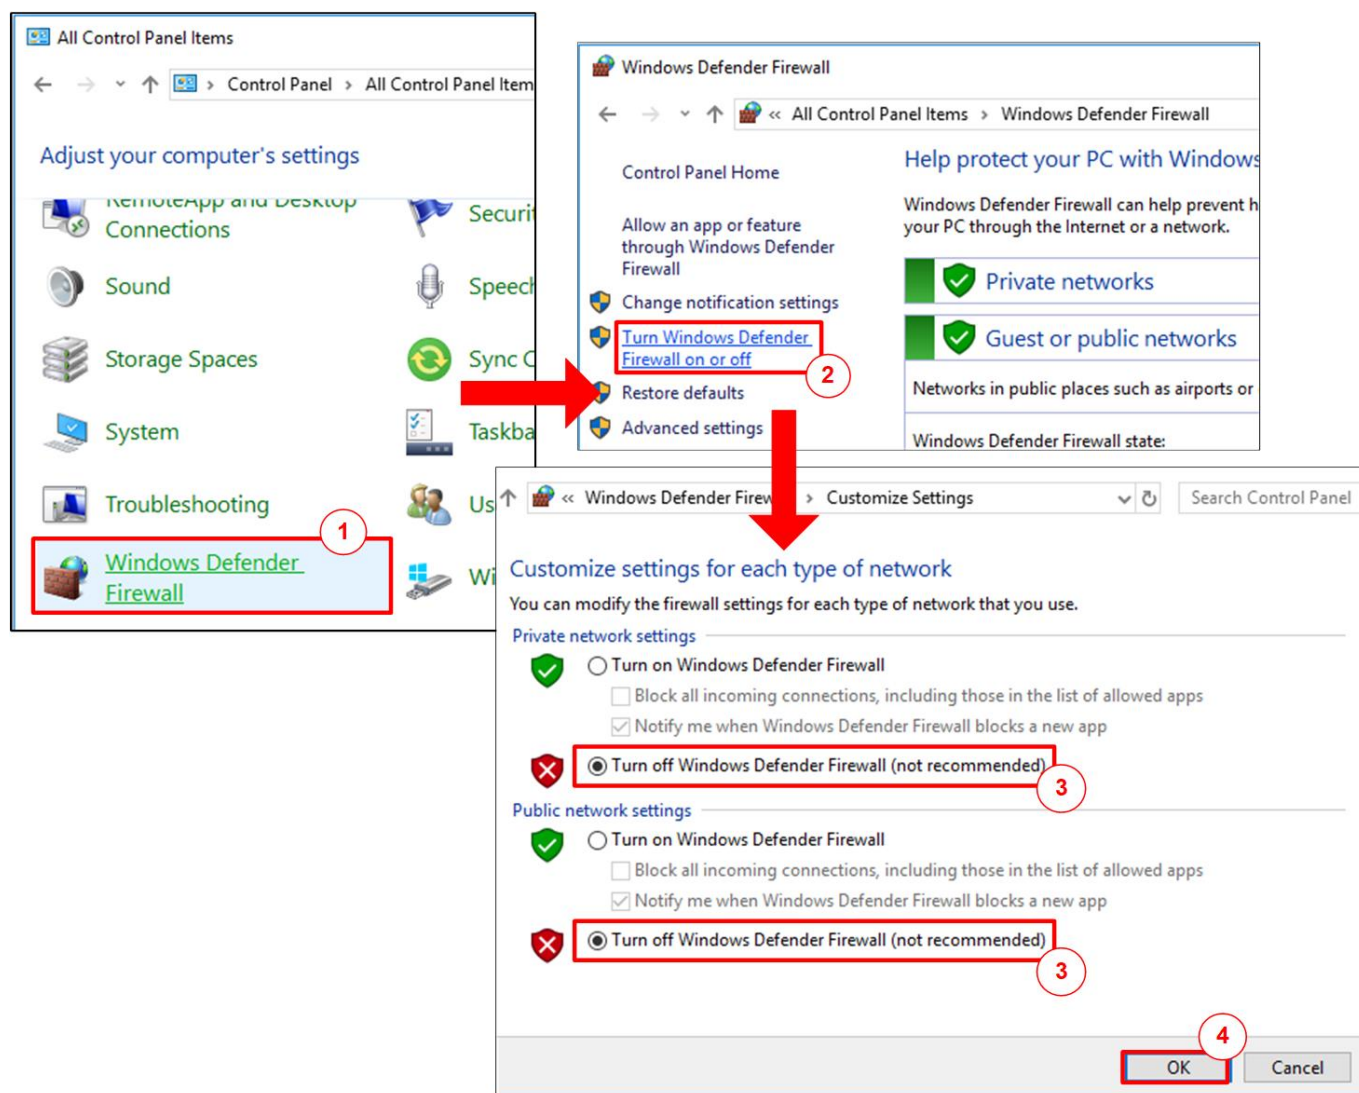 All Control Panel Items
Control Panel > All Control Panel Item
Adjust your computer's settings
RemoteApp and Desktop
Connections
Securit
Sound
Speech
Storage Spaces
Sync C
System
Taskba
Troubleshooting
Us
1
Windows Defender
Firewall
Wi
Windows Defender Firewall
« All Control Panel Items > Windows Defender Firewall
Control Panel Home
Allow an app or feature
through Windows Defender
Firewall
Change notification settings
Turn Windows Defender
Firewall on or off
2
Restore defaults
Advanced settings
Help protect your PC with Windows
Windows Defender Firewall can help prevent h
your PC through the Internet or a network.
Private networks
Guest or public networks
Networks in public places such as airports or
Windows Defender Firewall state:
« Windows Defender Firew > Customize Settings
Search Control Panel
Customize settings for each type of network
You can modify the firewall settings for each type of network that you use.
Private network settings
Turn on Windows Defender Firewall
Block all incoming connections, including those in the list of allowed apps
Notify me when Windows Defender Firewall blocks a new app
Turn off Windows Defender Firewall (not recommended)
3
Public network settings
Turn on Windows Defender Firewall
Block all incoming connections, including those in the list of allowed apps
Notify me when Windows Defender Firewall blocks a new app
Turn off Windows Defender Firewall (not recommended)
3
4
OK
Cancel